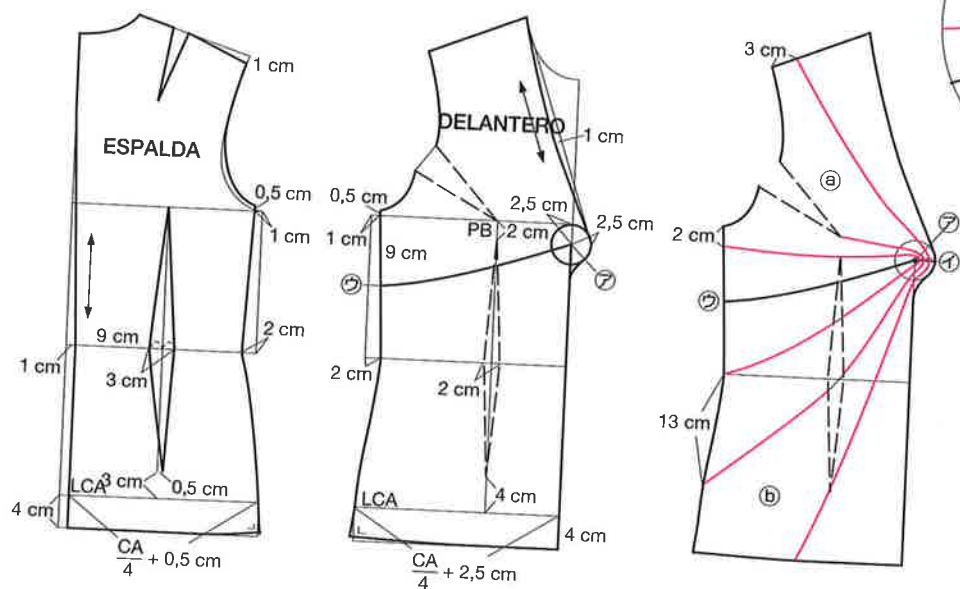 1 cm
ESPALDA
0,5 cm
1 cm
9 cm
2 cm
1 cm
3 cm
LCA
3 cm
0,5 cm
4 cm
CA/4 + 0,5 cm
DELANTERO
1 cm
0,5 cm
2,5 cm
1 cm
PB
2 cm
2,5 cm
9 cm
ウ
ア
2 cm
2 cm
LCA
4 cm
4 cm
CA/4 + 2,5 cm
3 cm
a
2 cm
ア
イ
ウ
13 cm
b